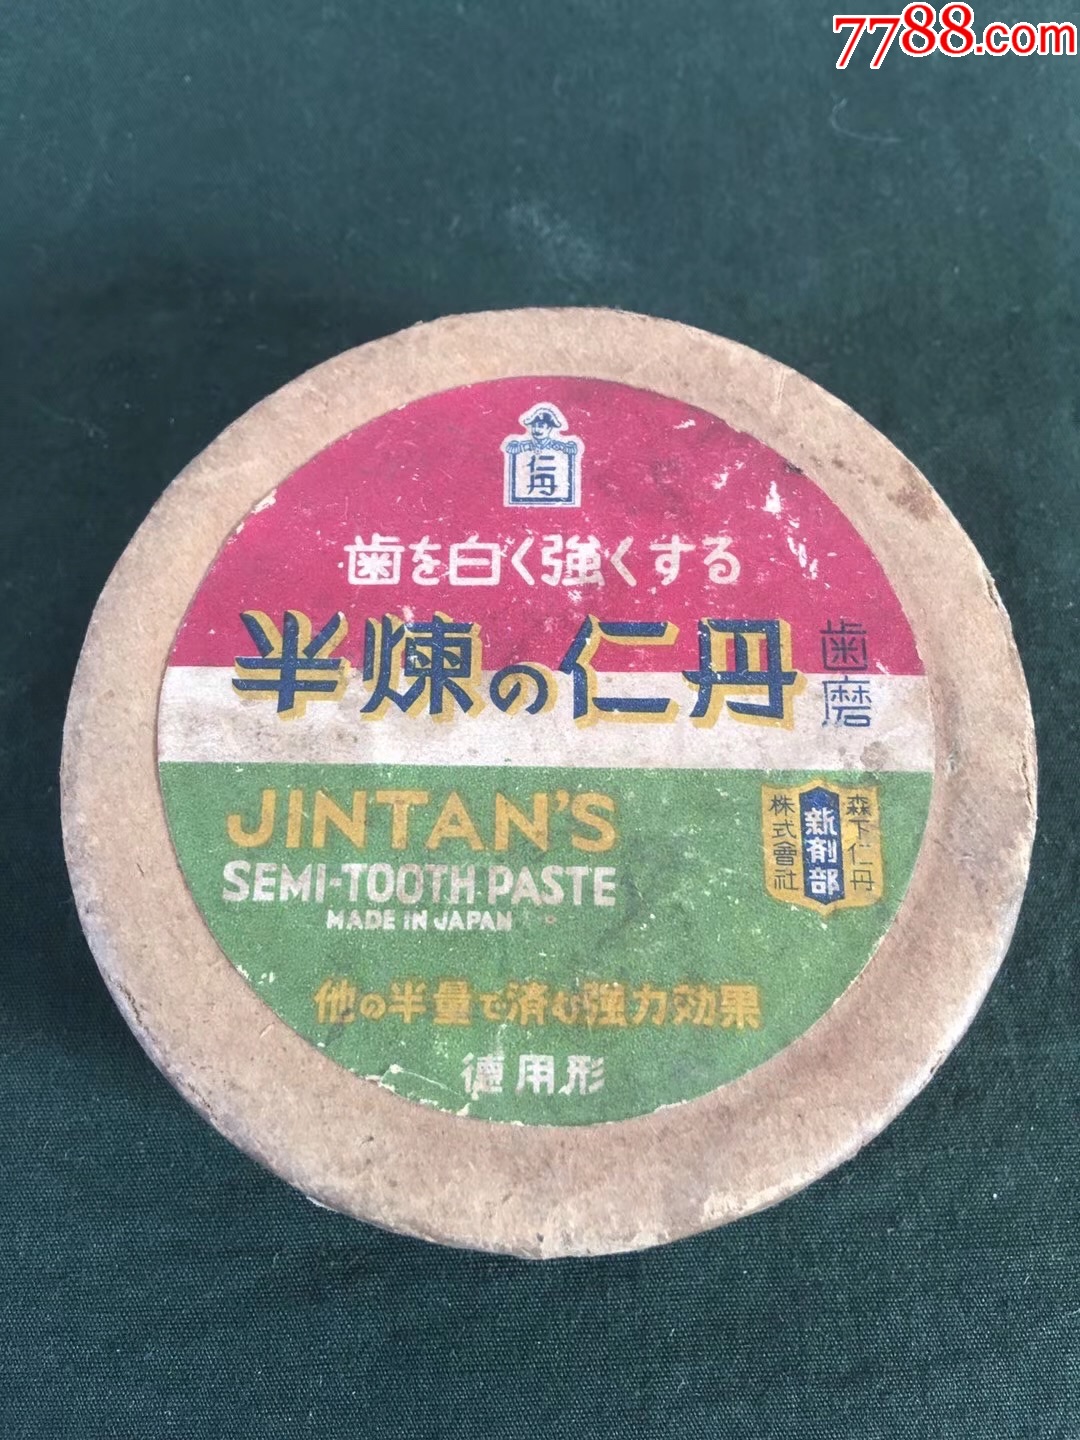 7788.com
仁丹
歯を白く強くする
半煉の仁丹
歯磨
JINTAN'S
SEMI-TOOTH PASTE
MADE IN JAPAN
森下仁丹
新剤部
株式會社
他の半量で済む強力効果
徳用形